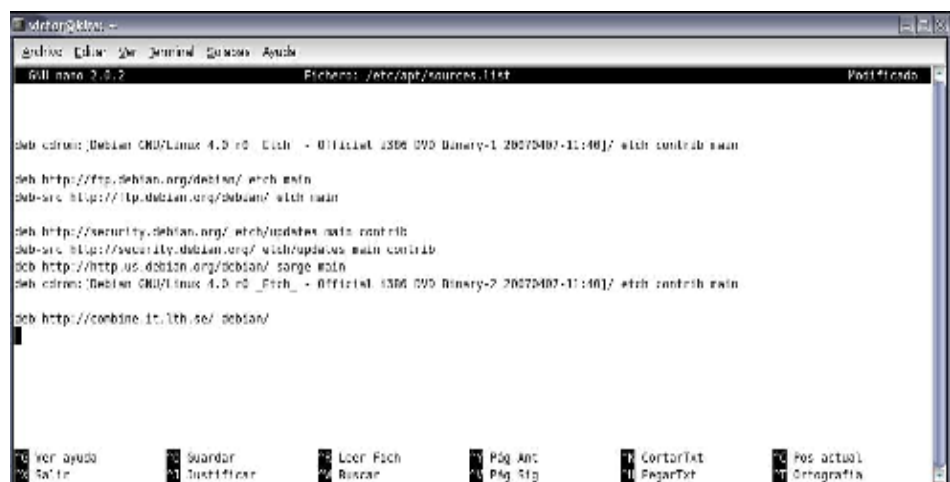 Archivo Editar Ver Terminal Solapas Ayuda
GNU nano 2.0.2 Fichero: /etc/apt/sources.list Modificado
deb cdrom:[Debian GNU/Linux 4.0 r0 _Etch_ - Official i386 DVD Binary-1 20070407-11:40]/ etch contrib main
deb http://ftp.debian.org/debian/ etch main
deb-src http://ftp.debian.org/debian/ etch main
deb http://security.debian.org/ etch/updates main contrib
deb-src http://security.debian.org/ etch/updates main contrib
deb http://http.us.debian.org/debian/ sarge main
deb cdrom:[Debian GNU/Linux 4.0 r0 _Etch_ - Official i386 DVD Binary-2 20070407-11:40]/ etch contrib main
deb http://combine.it.lth.se/ debian/
^G Ver ayuda ^O Guardar ^R Leer Fich ^Y Pág Ant ^K CortarTxt ^C Pos actual
^X Salir ^J Justificar ^W Buscar ^V Pág Sig ^U PegarTxt ^T Ortografía